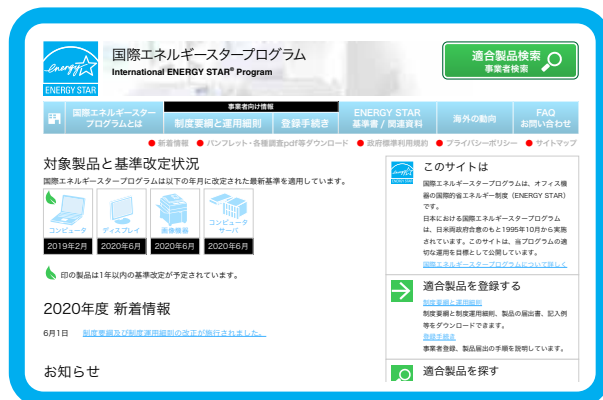 energy
ENERGY STAR
国際エネルギースタープログラム
International ENERGY STAR® Program
適合製品検索
事業者検索
国際エネルギースター
プログラムとは
事業者向け情報
制度要綱と運用細則
登録手続き
ENERGY STAR
基準書 / 関連資料
海外の動向
FAQ
お問い合わせ
新着情報 パンフレット・各種調査pdf等ダウンロード 政府標準利用規約 プライバシーポリシー サイトマップ
対象製品と基準改定状況
国際エネルギースタープログラムは以下の年月に改定された最新基準を適用しています。
コンピュータ
2019年2月
ディスプレイ
2020年6月
画像機器
2020年6月
コンピュータ
サーバ
2020年6月
印の製品は1年以内の基準改定が予定されています。
2020年度 新着情報
6月1日 制度要綱及び制度運用細則の改正が施行されました。
お知らせ
このサイトは
国際エネルギースタープログラムは、オフィス機
器の国際的省エネルギー制度（ENERGY STAR）
です。
日本における国際エネルギースタープログラム
は、日米両政府合意のもと1995年10月から実施
されています。このサイトは、当プログラムの適
切な運用を目標として公開しています。
国際エネルギースタープログラムについて詳しく
適合製品を登録する
制度要綱と運用細則
制度要綱と制度運用細則、製品の届出書、記入例
等をダウンロードできます。
登録手続き
事業者登録、製品届出の手順を説明しています。
適合製品を探す